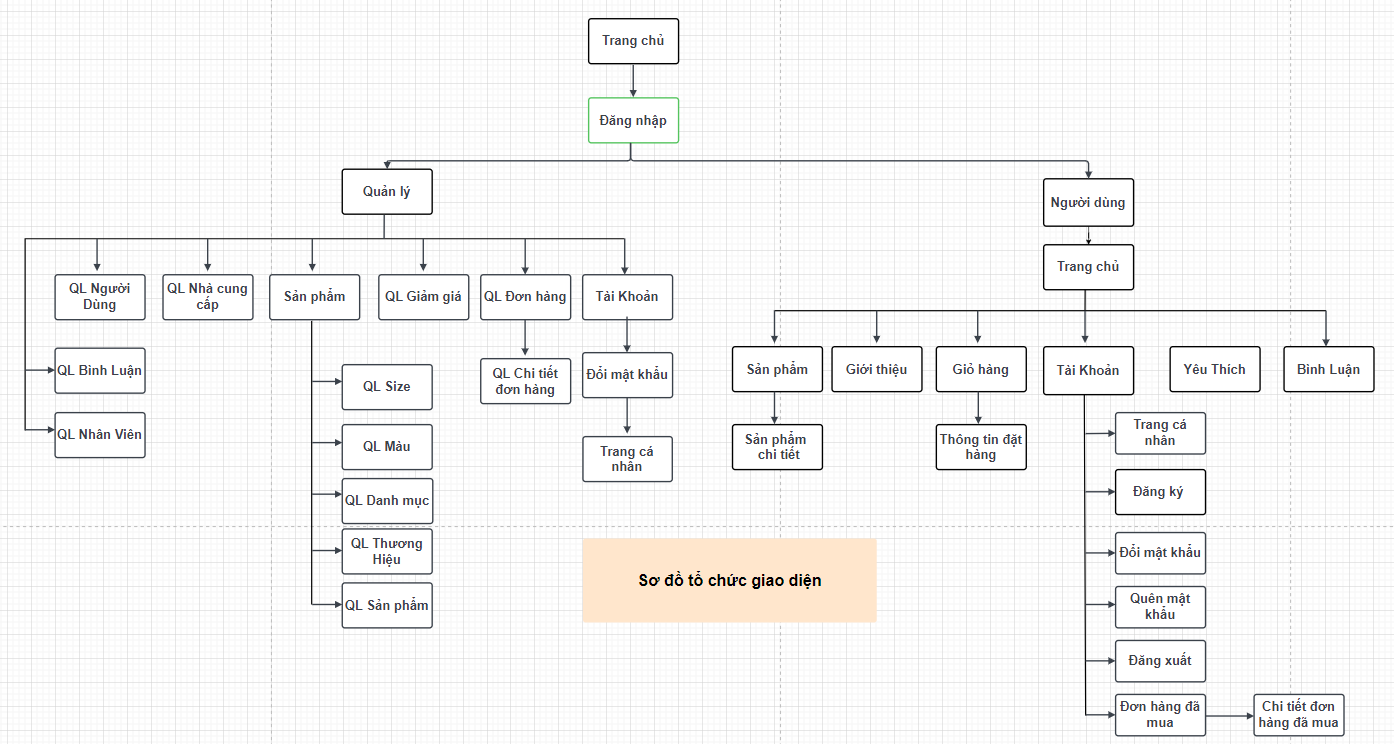 Trang chủ
Đăng nhập
Quản lý
Người dùng
Trang chủ
QL Người
Dùng
QL Nhà cung
cấp
Sản phẩm
QL Giảm giá
QL Đơn hàng
Tài Khoản
QL Bình Luận
QL Nhân Viên
QL Size
QL Màu
QL Danh mục
QL Thương
Hiệu
QL Sản phẩm
QL Chi tiết
đơn hàng
Đổi mật khẩu
Trang cá
nhân
Sản phẩm
Giới thiệu
Giỏ hàng
Tài Khoản
Yêu Thích
Bình Luận
Sản phẩm
chi tiết
Thông tin đặt
hàng
Trang cá
nhân
Đăng ký
Đổi mật khẩu
Quên mật
khẩu
Đăng xuất
Đơn hàng đã
mua
Chi tiết đơn
hàng đã mua
Sơ đồ tổ chức giao diện